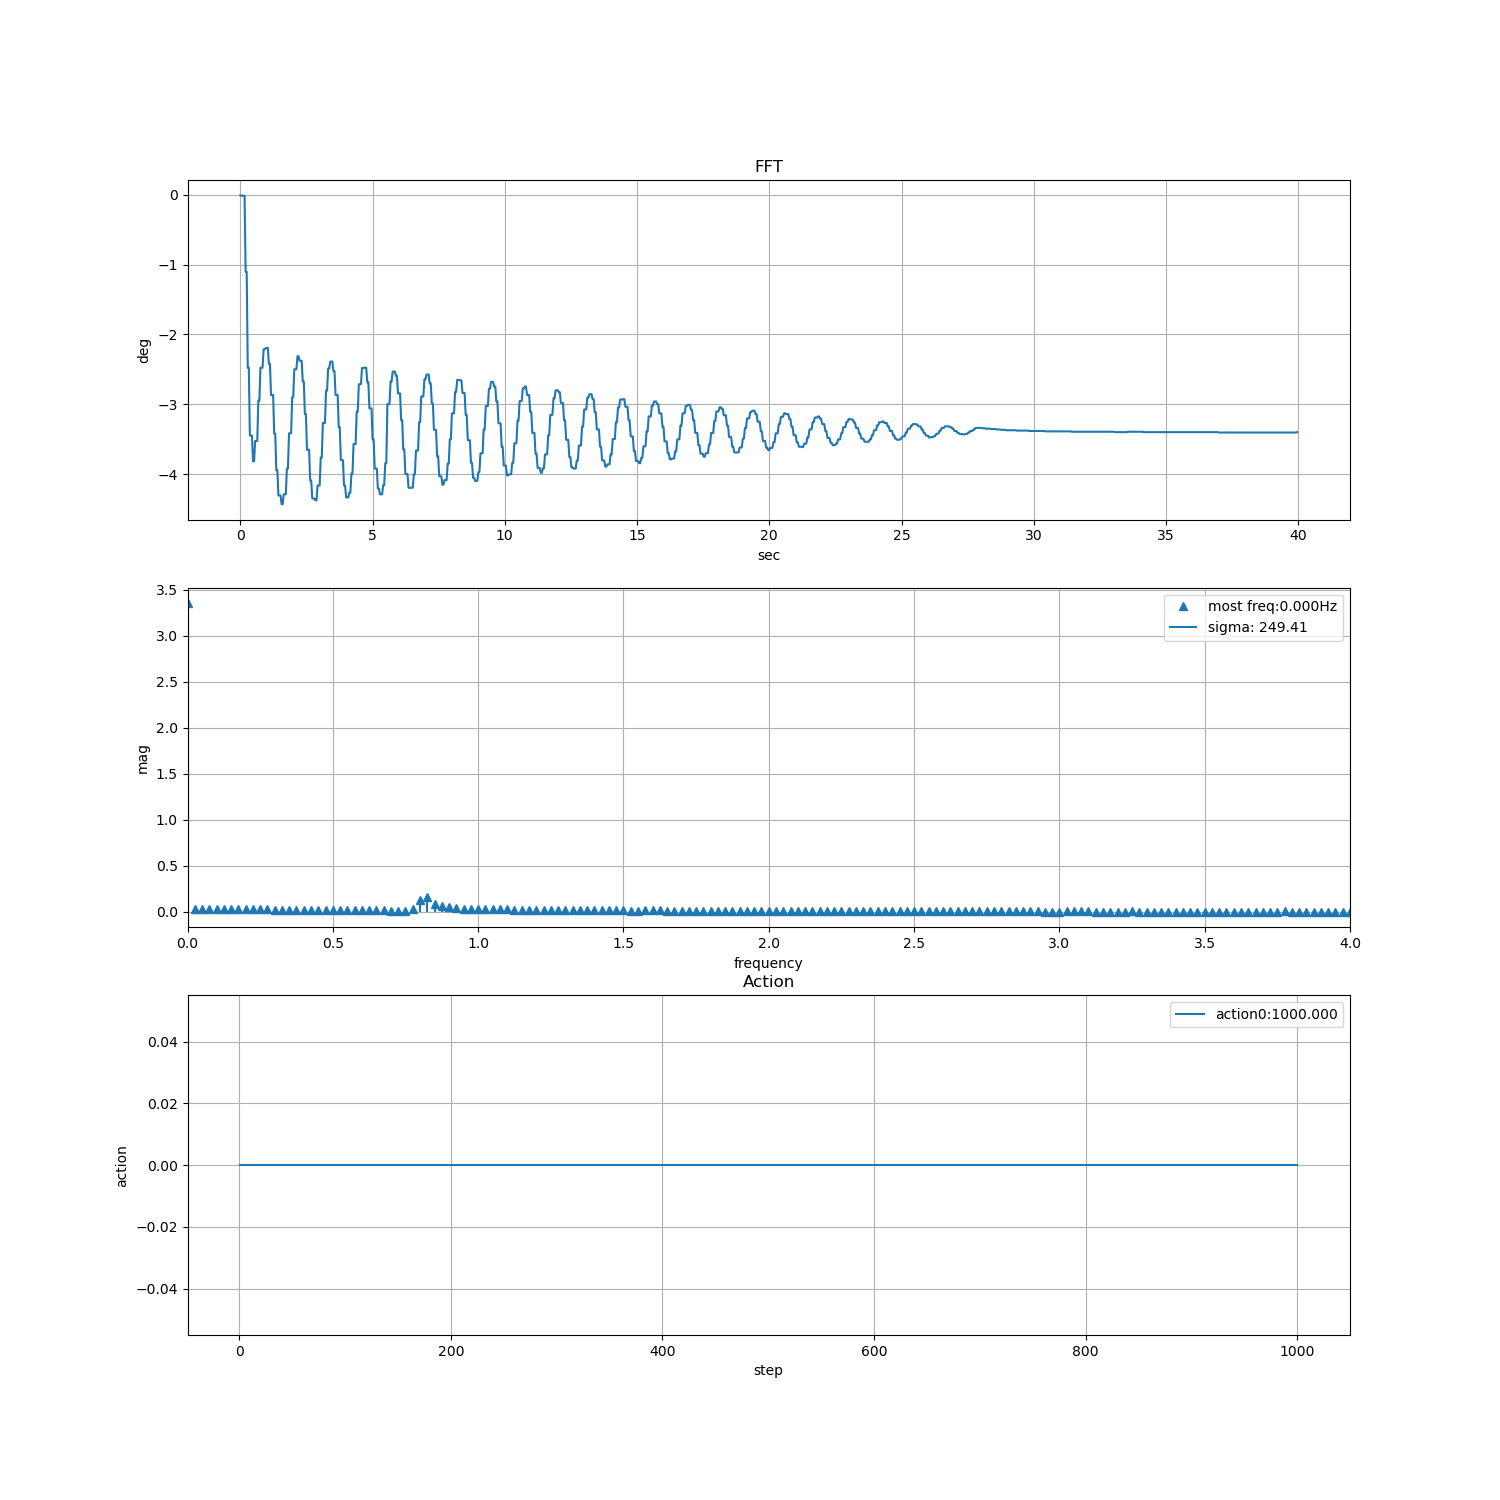 FFT
0
−1
−2
−3
−4
deg
0 5 10 15 20 25 30 35 40
sec
3.5
3.0
2.5
2.0
1.5
1.0
0.5
0.0
mag
most freq:0.000Hz
sigma: 249.41
0.0 0.5 1.0 1.5 2.0 2.5 3.0 3.5 4.0
frequency
Action
action0:1000.000
0.04
0.02
0.00
−0.02
−0.04
action
0 200 400 600 800 1000
step